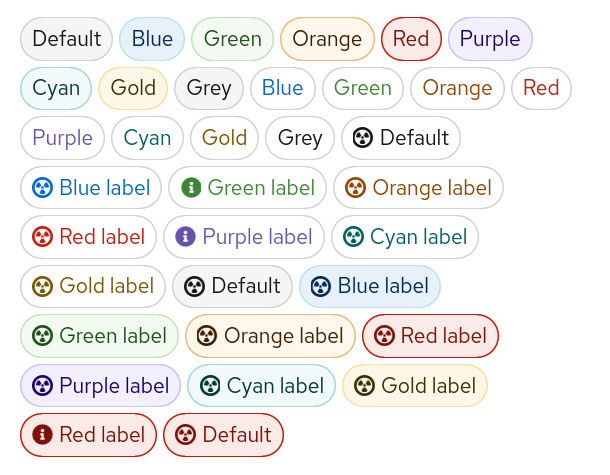 Default Blue Green Orange Red Purple
Cyan Gold Grey Blue Green Orange Red
Purple Cyan Gold Grey Default
Blue label Green label Orange label
Red label Purple label Cyan label
Gold label Default Blue label
Green label Orange label Red label
Purple label Cyan label Gold label
Red label Default